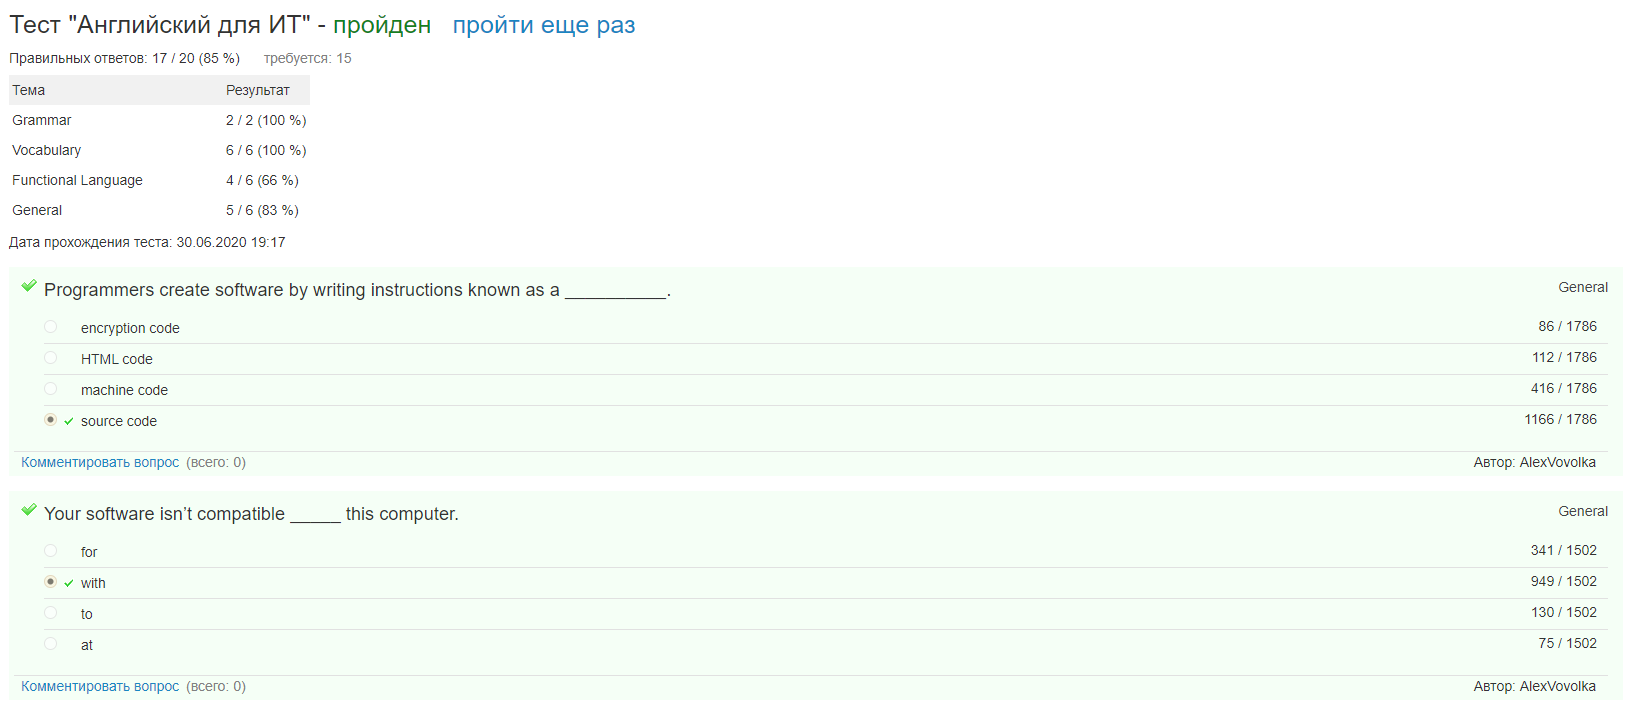 Тест "Английский для ИТ" - пройден пройти еще раз
Правильных ответов: 17 / 20 (85 %) требуется: 15
Тема Результат
Grammar 2 / 2 (100 %)
Vocabulary 6 / 6 (100 %)
Functional Language 4 / 6 (66 %)
General 5 / 6 (83 %)
Дата прохождения теста: 30.06.2020 19:17
Programmers create software by writing instructions known as a __________. General
encryption code 86 / 1786
HTML code 112 / 1786
machine code 416 / 1786
source code 1166 / 1786
Комментировать вопрос (всего: 0) Автор: AlexVovolka
Your software isn’t compatible _____ this computer. General
for 341 / 1502
with 949 / 1502
to 130 / 1502
at 75 / 1502
Комментировать вопрос (всего: 0) Автор: AlexVovolka